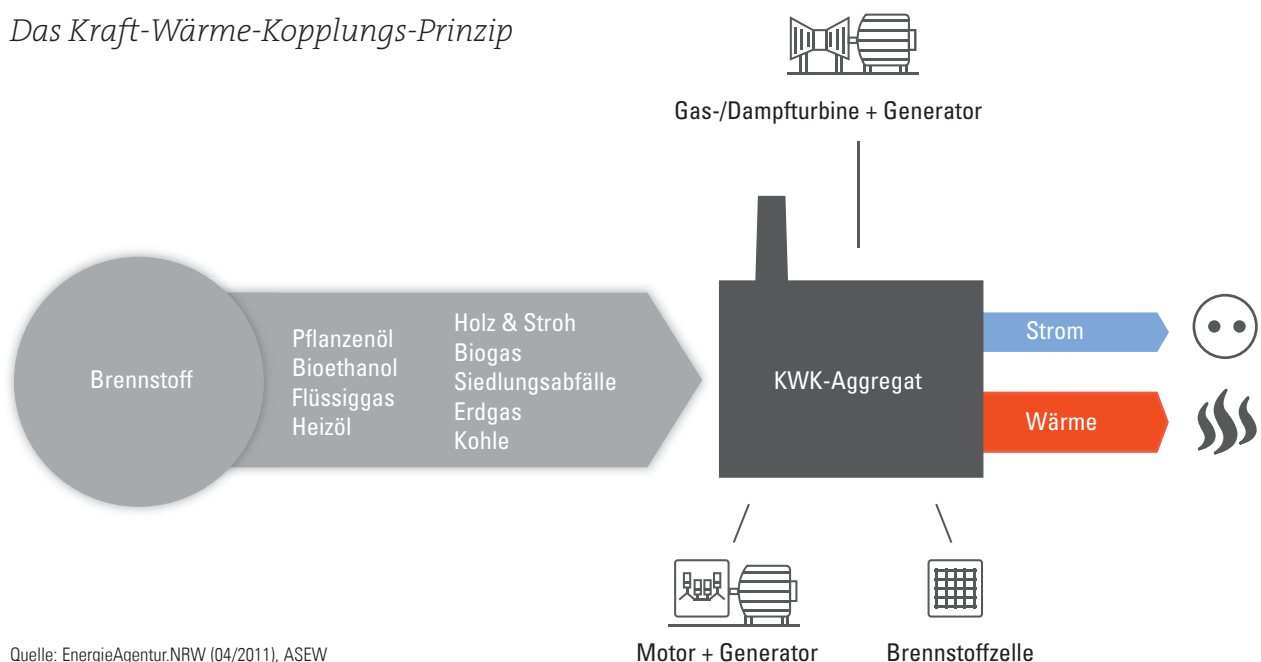 Das Kraft-Wärme-Kopplungs-Prinzip
Gas-/Dampfturbine + Generator
Brennstoff
Pflanzenöl
Bioethanol
Flüssiggas
Heizöl
Holz & Stroh
Biogas
Siedlungsabfälle
Erdgas
Kohle
KWK-Aggregat
Strom
Wärme
Motor + Generator
Brennstoffzelle
Quelle: EnergieAgentur.NRW (04/2011), ASEW